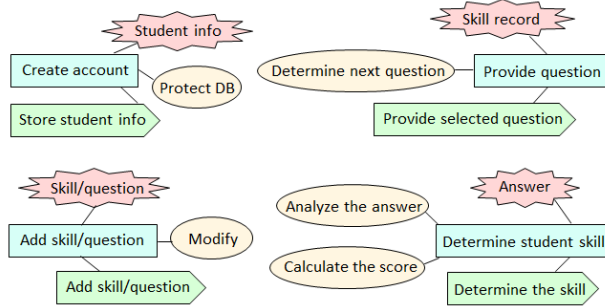 Student info
Create account
Protect DB
Store student info
Skill record
Determine next question
Provide question
Provide selected question
Skill/question
Add skill/question
Modify
Add skill/question
Answer
Analyze the answer
Determine student skill
Calculate the score
Determine the skill